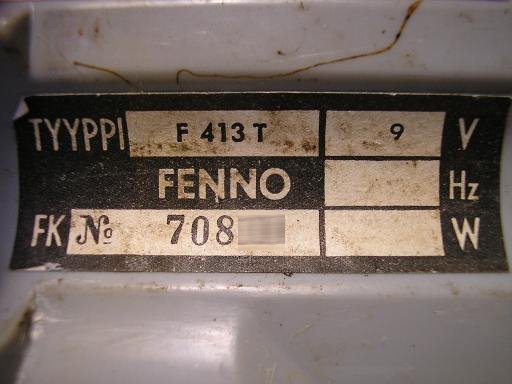 TYYPPI F 413 T 9 V
FENNO Hz
FK No 708 W